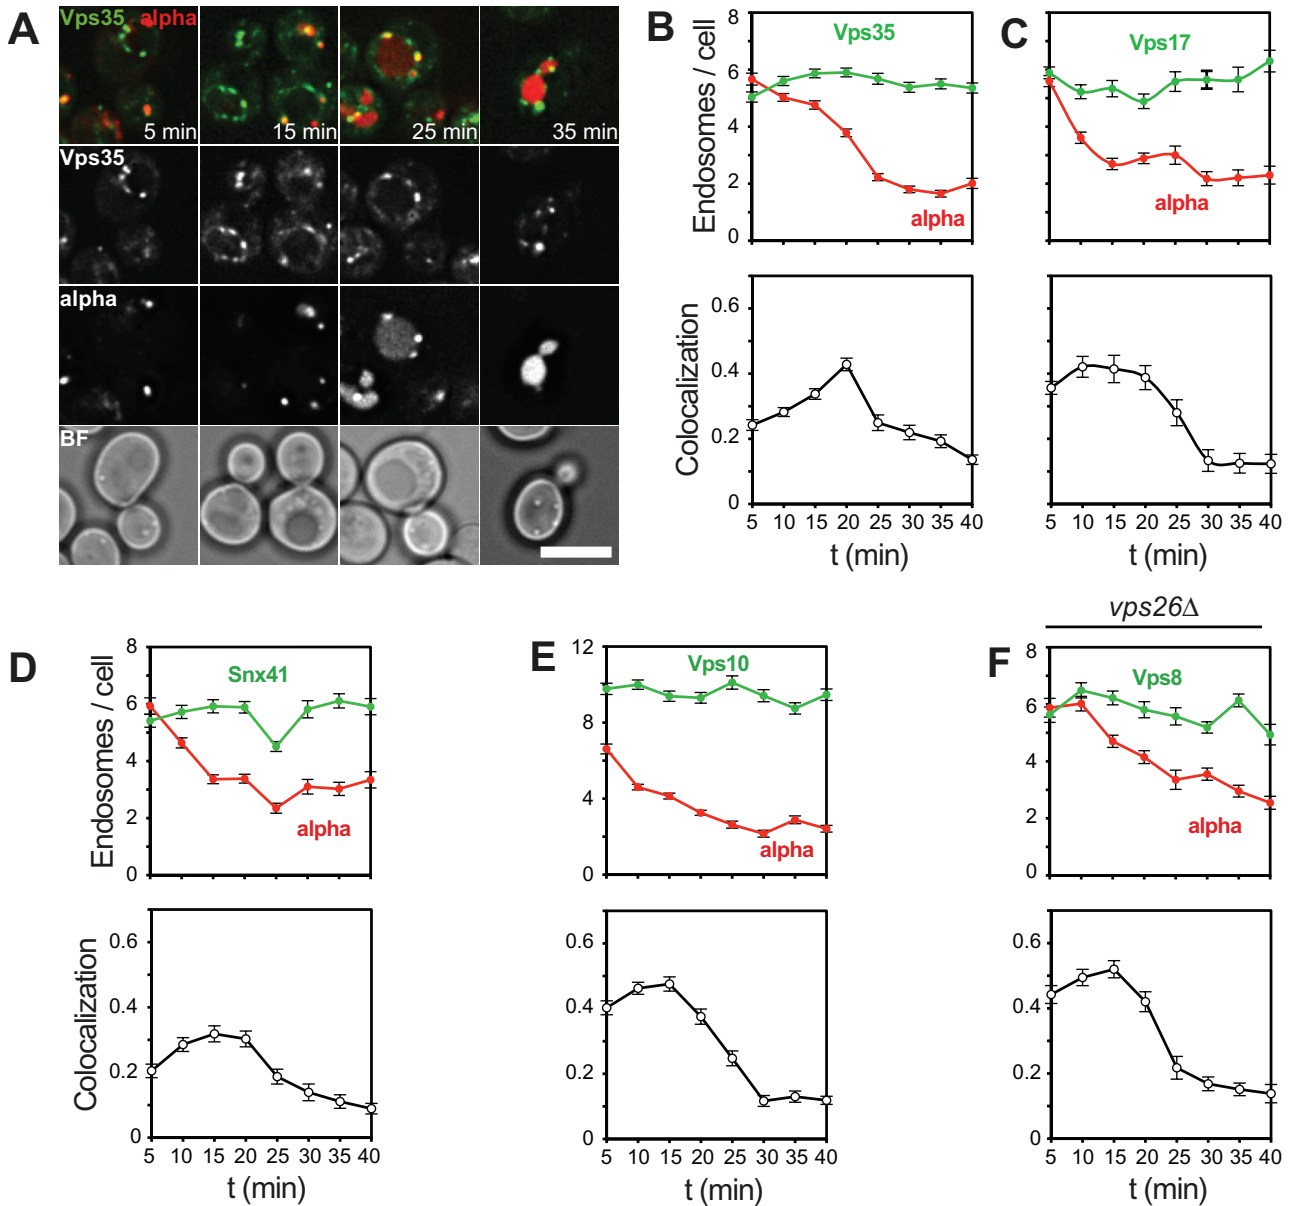 A
Vps35 alpha
5 min
15 min
25 min
35 min
Vps35
alpha
BF
B
Endosomes / cell
8
6
4
2
0
Vps35
alpha
Colocalization
0.6
0.4
0.2
0
5 10 15 20 25 30 35 40
t (min)
C
Vps17
alpha
5 10 15 20 25 30 35 40
t (min)
D
Endosomes / cell
8
6
4
2
0
Snx41
alpha
Colocalization
0.6
0.4
0.2
0
5 10 15 20 25 30 35 40
t (min)
E
12
8
4
0
Vps10
alpha
0.6
0.4
0.2
0
5 10 15 20 25 30 35 40
t (min)
vps26Δ
F
8
6
4
2
0
Vps8
alpha
0.6
0.4
0.2
0
5 10 15 20 25 30 35 40
t (min)